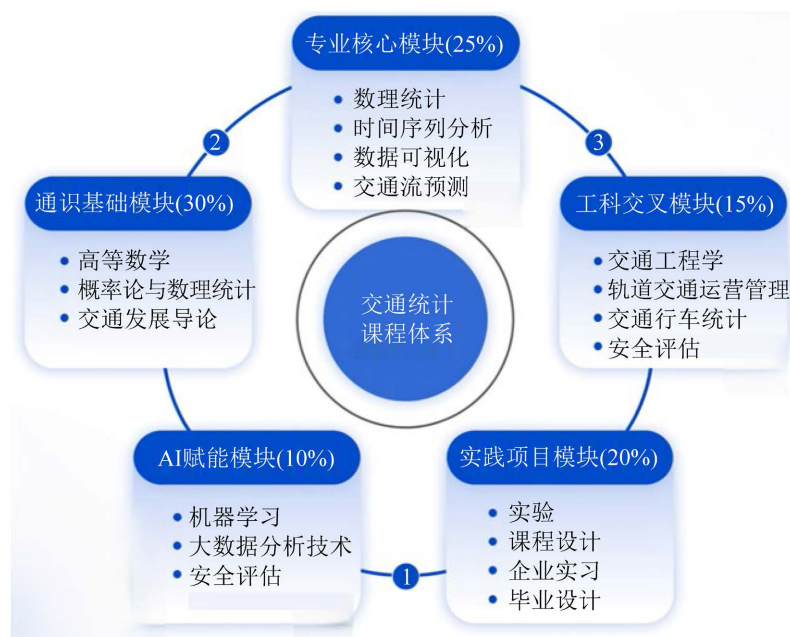 专业核心模块(25%)
• 数理统计
• 时间序列分析
• 数据可视化
• 交通流预测
2
3
通识基础模块(30%)
• 高等数学
• 概率论与数理统计
• 交通发展导论
工科交叉模块(15%)
• 交通工程学
• 轨道交通运营管理
• 交通行车统计
• 安全评估
交通统计
课程体系
AI赋能模块(10%)
• 机器学习
• 大数据分析技术
• 安全评估
实践项目模块(20%)
• 实验
• 课程设计
• 企业实习
• 毕业设计
1